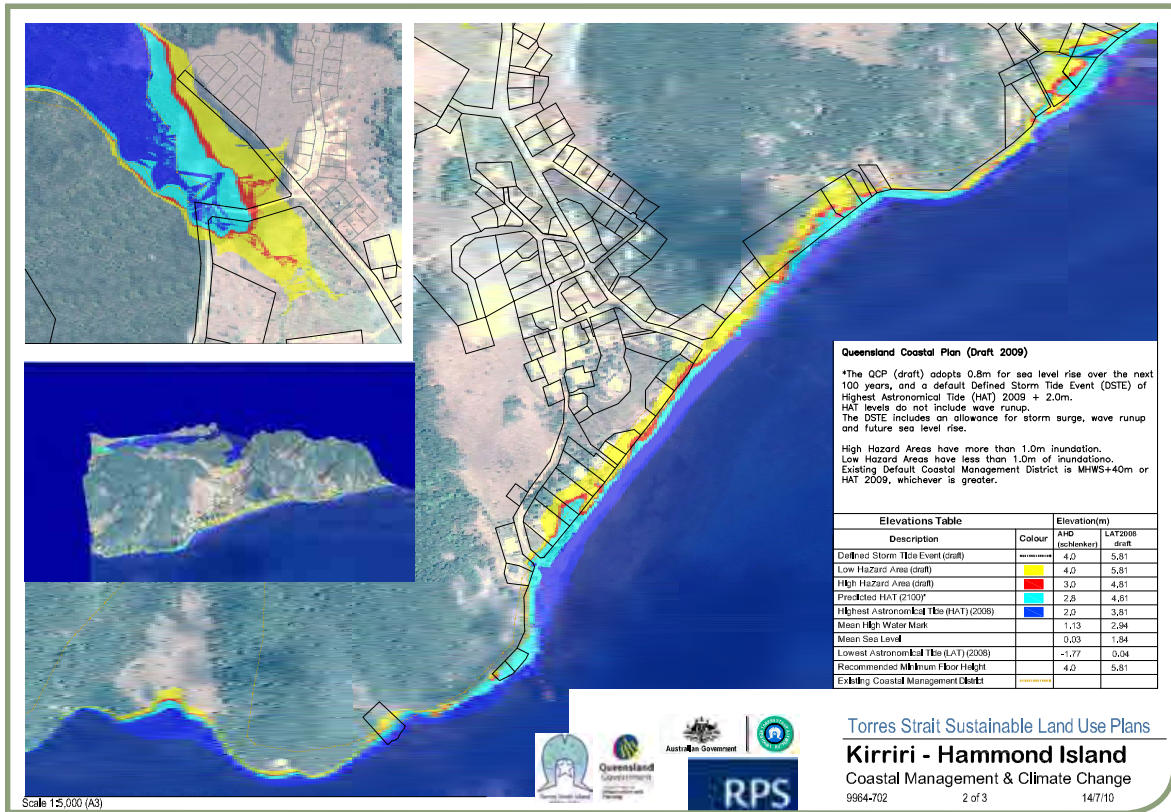 Queensland Coastal Plan (Draft 2009)
*The QCP (draft) adopts 0.8m for sea level rise over the next
100 years, and a default Defined Storm Tide Event (DSTE) of
Highest Astronomical Tide (HAT) 2009 + 2.0m.
HAT levels do not include wave runup.
The DSTE includes an allowance for storm surge, wave runup
and future sea level rise.
High Hazard Areas have more than 1.0m inundation.
Low Hazard Areas have less than 1.0m of inundationo.
Existing Default Coastal Management District is MHWS+40m or
HAT 2009, whichever is greater.
Elevations Table Elevation(m)
Description Colour AHD (schlenker) LAT2008 draft
Defined Storm Tide Event (draft) 4.0 5.81
Low Hazard Area (draft) 4.0 5.81
High Hazard Area (draft) 3.0 4.81
Predicted HAT (2100)* 2.8 4.61
Highest Astronomical Tide (HAT) (2008) 2.0 3.81
Mean High Water Mark 1.13 2.94
Mean Sea Level 0.03 1.84
Lowest Astronomical Tide (LAT) (2008) -1.77 0.04
Recommended Minimum Floor Height 4.0 5.81
Existing Coastal Management District
Torres Strait Island
Queensland
Government
Australian Government
RPS
Torres Strait Sustainable Land Use Plans
Kirriri - Hammond Island
Coastal Management & Climate Change
9964-702 2 of 3 14/7/10
Scale 1:5,000 (A3)